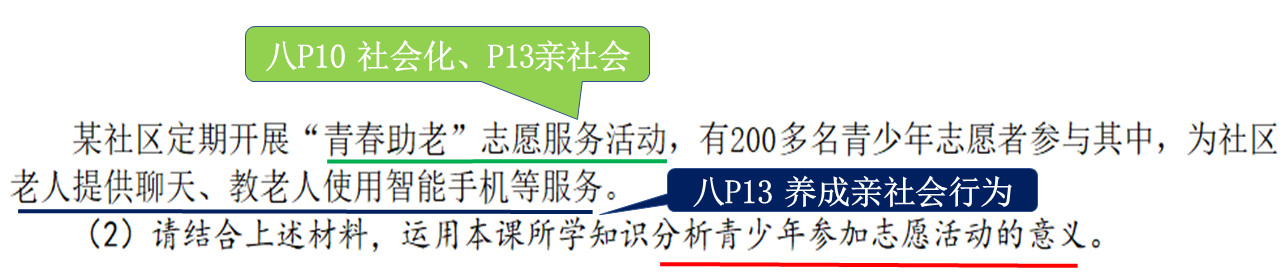 八P10 社会化、P13亲社会
某社区定期开展“青春助老”志愿服务活动，有200多名青少年志愿者参与其中，为社区
老人提供聊天、教老人使用智能手机等服务。
八P13 养成亲社会行为
（2）请结合上述材料，运用本课所学知识分析青少年参加志愿活动的意义。